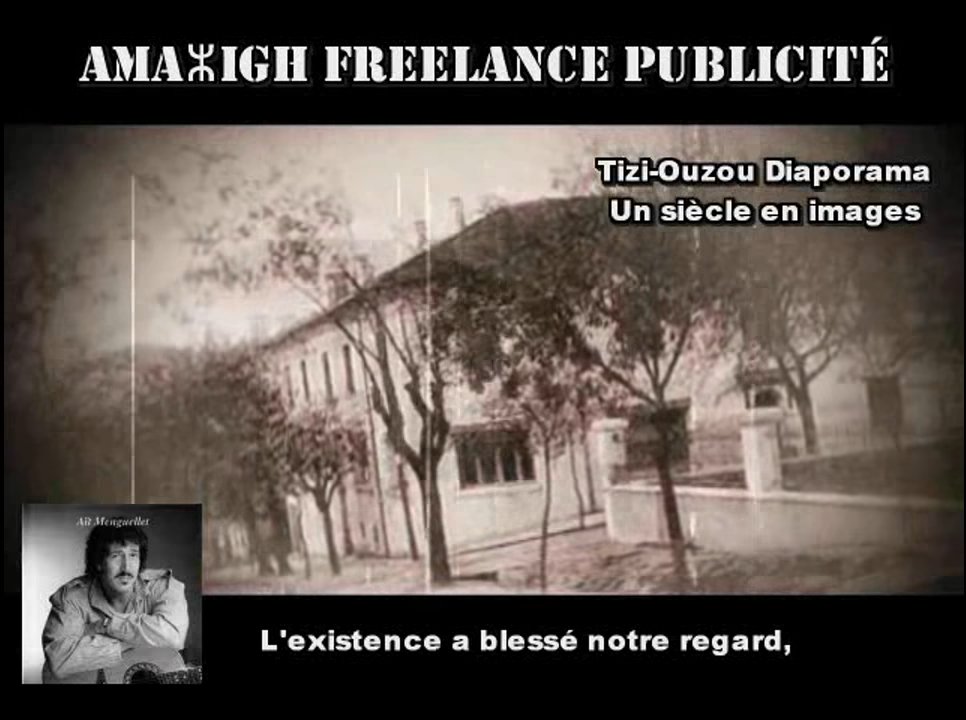 AMAⵣIGH FREELANCE PUBLICITÉ
Tizi-Ouzou Diaporama
Un siècle en images
Aït Menguellet
L'existence a blessé notre regard,